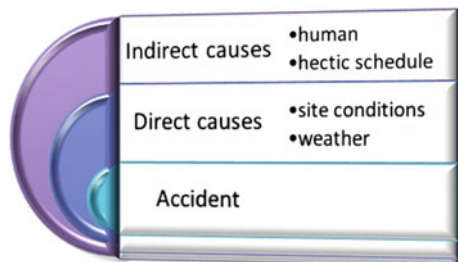 Indirect causes
•human
•hectic schedule
Direct causes
•site conditions
•weather
Accident